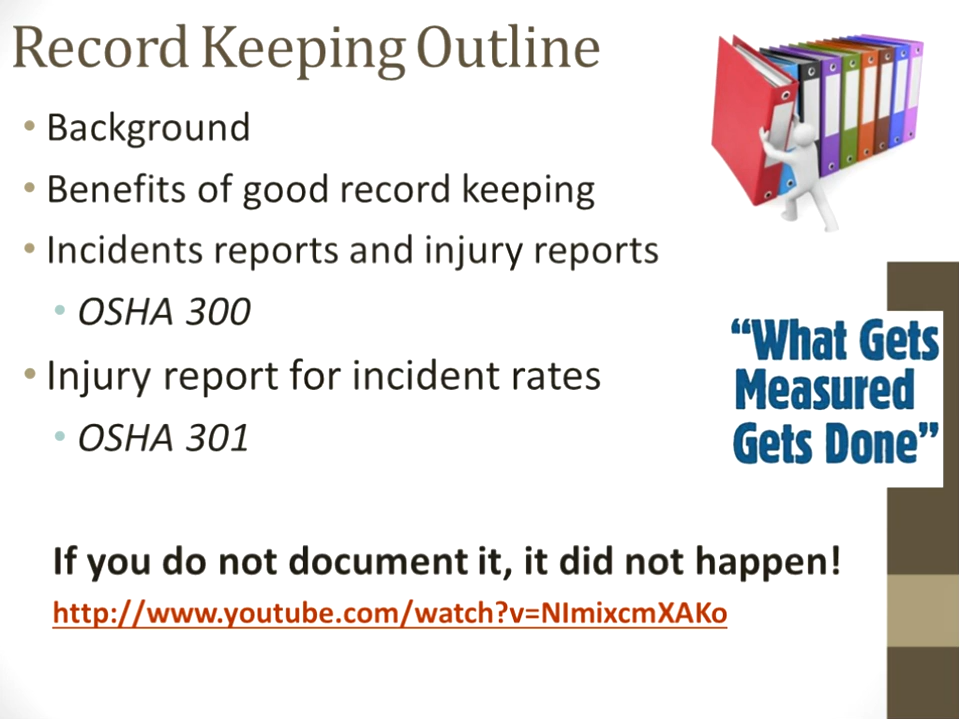 Record Keeping Outline
• Background
• Benefits of good record keeping
• Incidents reports and injury reports
• OSHA 300
• Injury report for incident rates
• OSHA 301
“What Gets
Measured
Gets Done”
If you do not document it, it did not happen!
http://www.youtube.com/watch?v=NImixcmXAKo